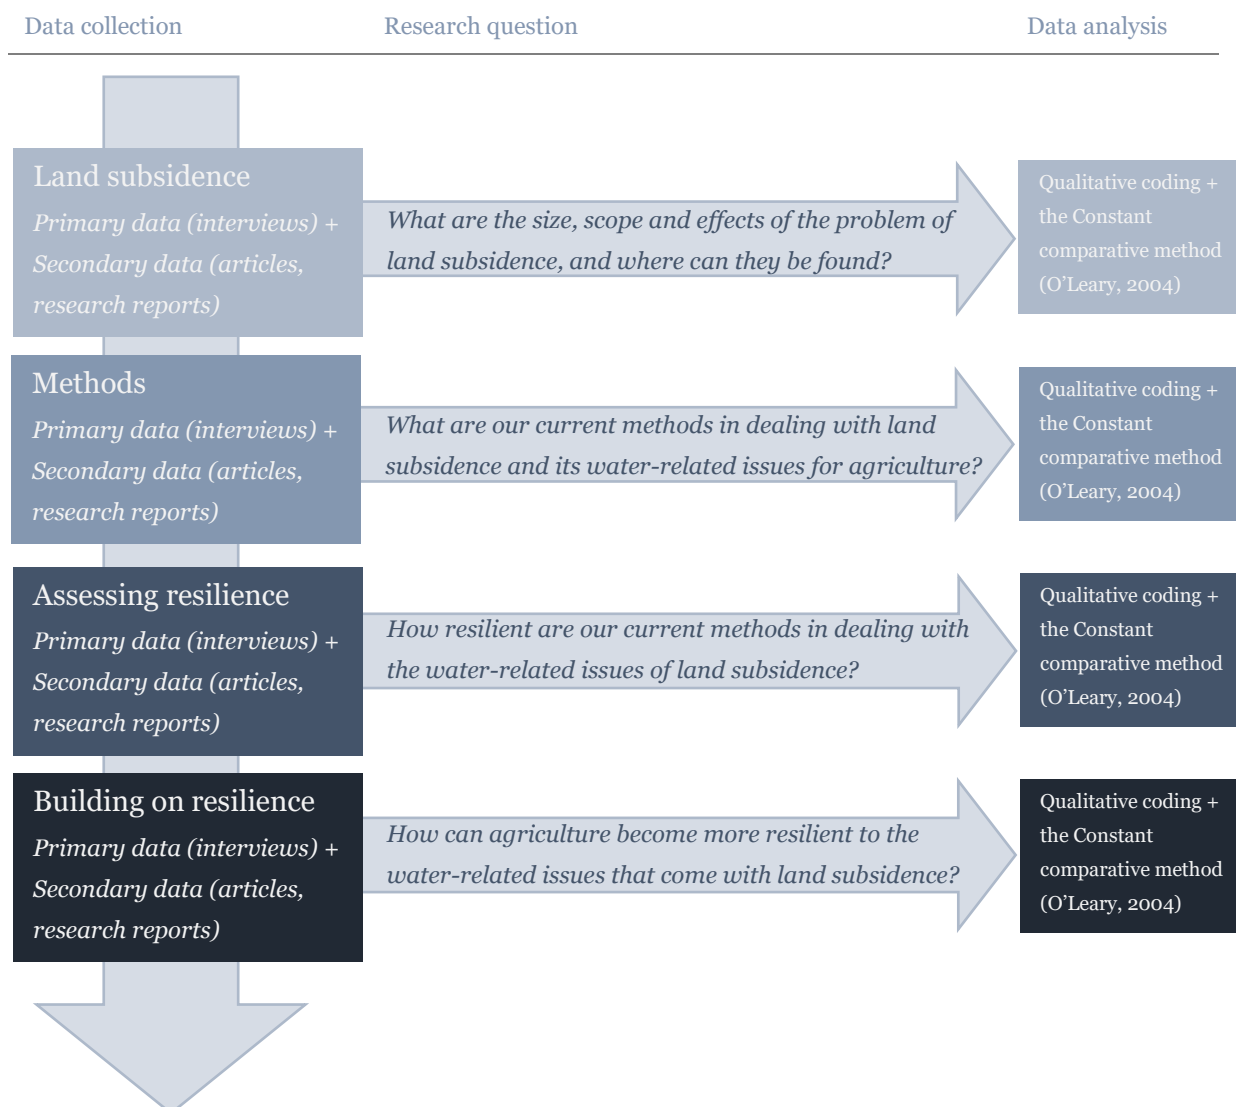 Data collection
Research question
Data analysis
Land subsidence
Primary data (interviews) +
Secondary data (articles,
research reports)
What are the size, scope and effects of the problem of
land subsidence, and where can they be found?
Qualitative coding +
the Constant
comparative method
(O’Leary, 2004)
Methods
Primary data (interviews) +
Secondary data (articles,
research reports)
What are our current methods in dealing with land
subsidence and its water-related issues for agriculture?
Qualitative coding +
the Constant
comparative method
(O’Leary, 2004)
Assessing resilience
Primary data (interviews) +
Secondary data (articles,
research reports)
How resilient are our current methods in dealing with
the water-related issues of land subsidence?
Qualitative coding +
the Constant
comparative method
(O’Leary, 2004)
Building on resilience
Primary data (interviews) +
Secondary data (articles,
research reports)
How can agriculture become more resilient to the
water-related issues that come with land subsidence?
Qualitative coding +
the Constant
comparative method
(O’Leary, 2004)